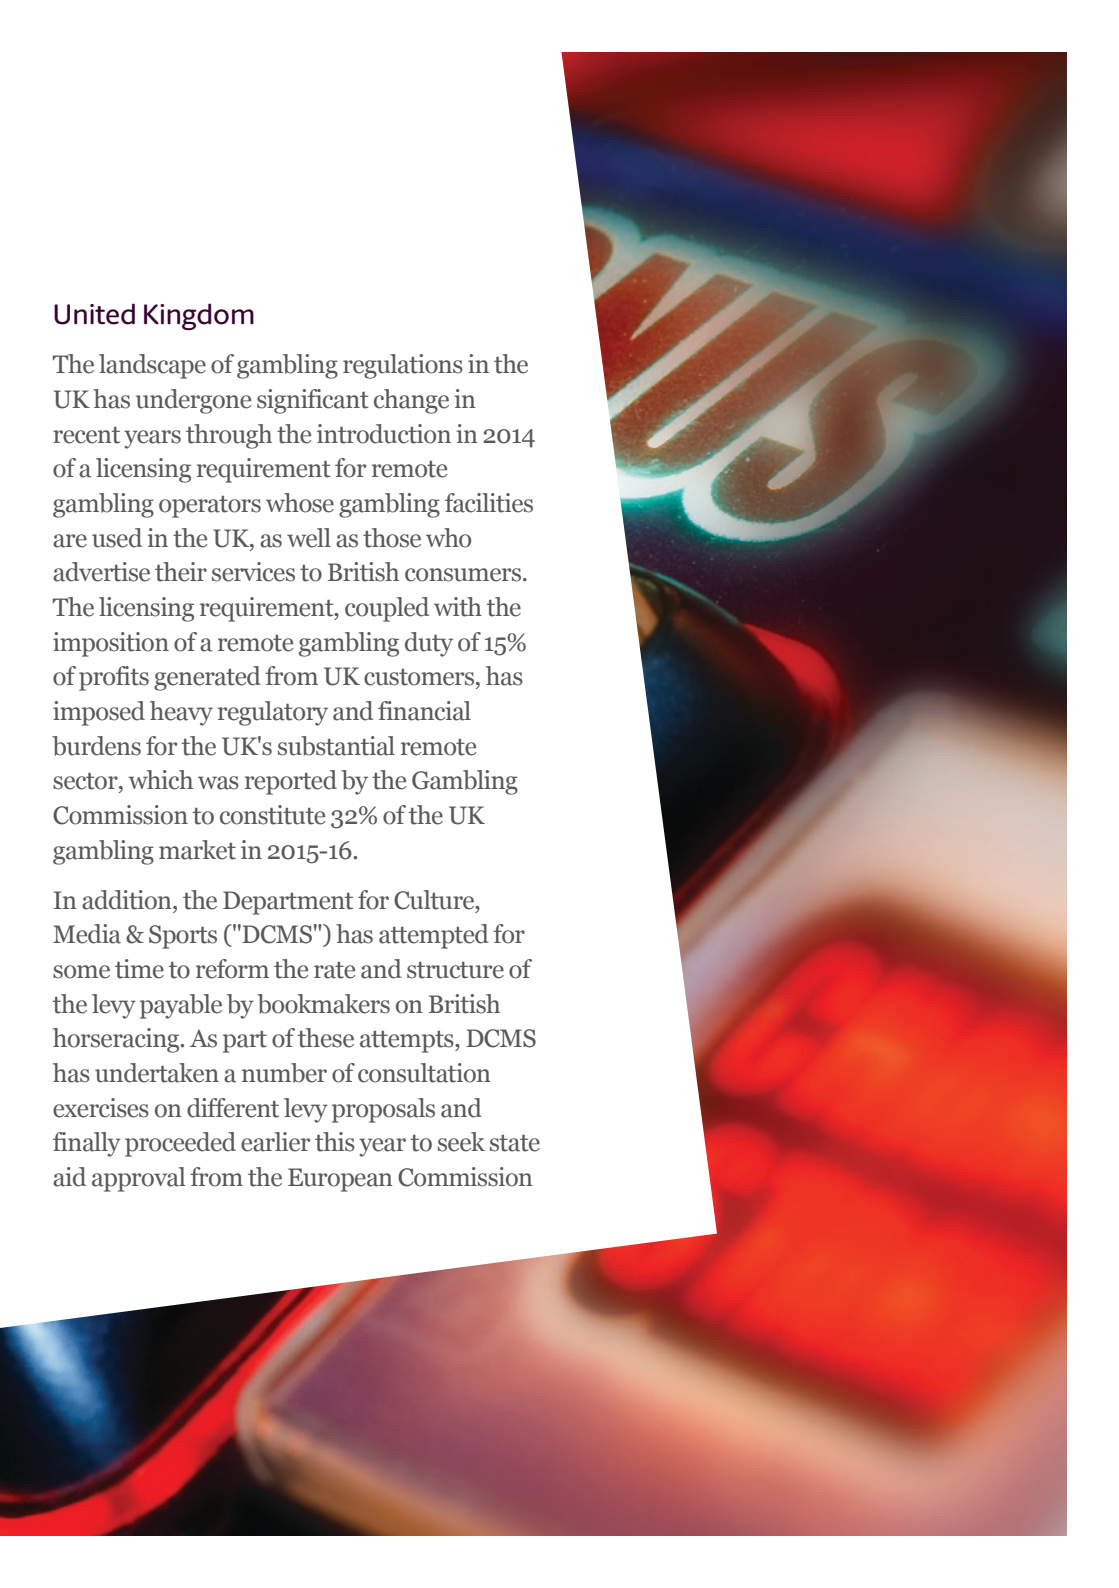 United Kingdom
The landscape of gambling regulations in the
UK has undergone significant change in
recent years through the introduction in 2014
of a licensing requirement for remote
gambling operators whose gambling facilities
are used in the UK, as well as those who
advertise their services to British consumers.
The licensing requirement, coupled with the
imposition of a remote gambling duty of 15%
of profits generated from UK customers, has
imposed heavy regulatory and financial
burdens for the UK's substantial remote
sector, which was reported by the Gambling
Commission to constitute 32% of the UK
gambling market in 2015-16.
In addition, the Department for Culture,
Media & Sports ("DCMS") has attempted for
some time to reform the rate and structure of
the levy payable by bookmakers on British
horseracing. As part of these attempts, DCMS
has undertaken a number of consultation
exercises on different levy proposals and
finally proceeded earlier this year to seek state
aid approval from the European Commission